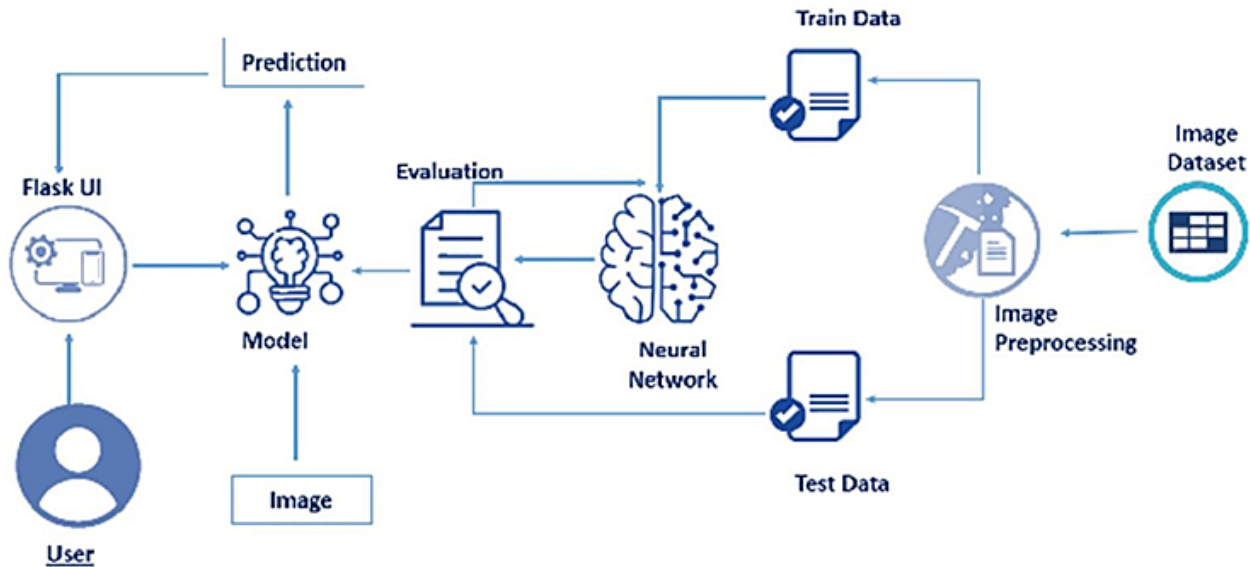 Train Data
Prediction
Image
Dataset
Evaluation
Flask UI
Image
Preprocessing
Model
Neural
Network
Test Data
Image
User